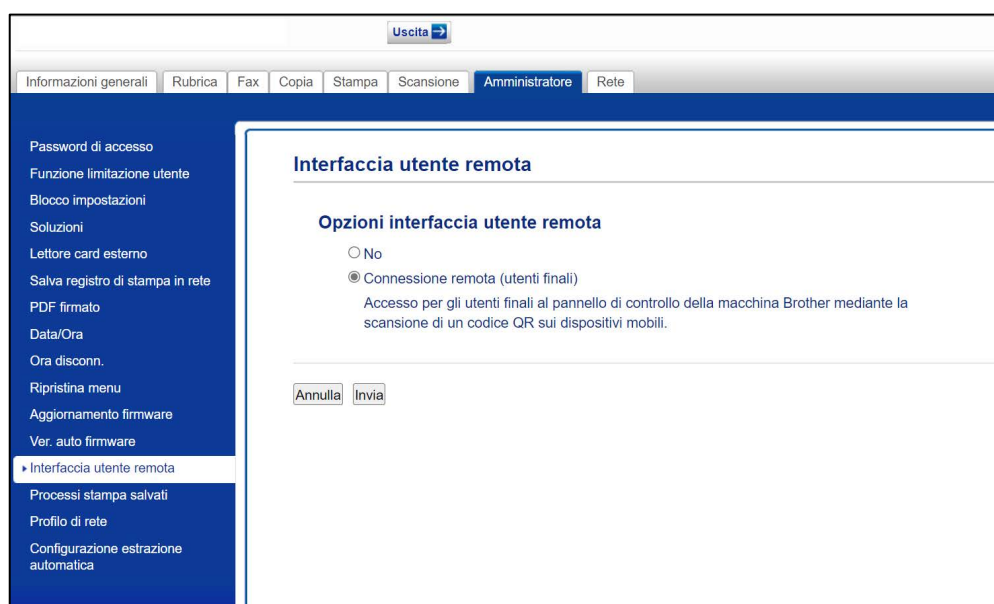 Uscita
Informazioni generali Rubrica Fax Copia Stampa Scansione Amministratore Rete
Password di accesso
Funzione limitazione utente
Blocco impostazioni
Soluzioni
Lettore card esterno
Salva registro di stampa in rete
PDF firmato
Data/Ora
Ora disconn.
Ripristina menu
Aggiornamento firmware
Ver. auto firmware
Interfaccia utente remota
Processi stampa salvati
Profilo di rete
Configurazione estrazione
automatica
Interfaccia utente remota
Opzioni interfaccia utente remota
No
Connessione remota (utenti finali)
Accesso per gli utenti finali al pannello di controllo della macchina Brother mediante la
scansione di un codice QR sui dispositivi mobili.
Annulla Invia